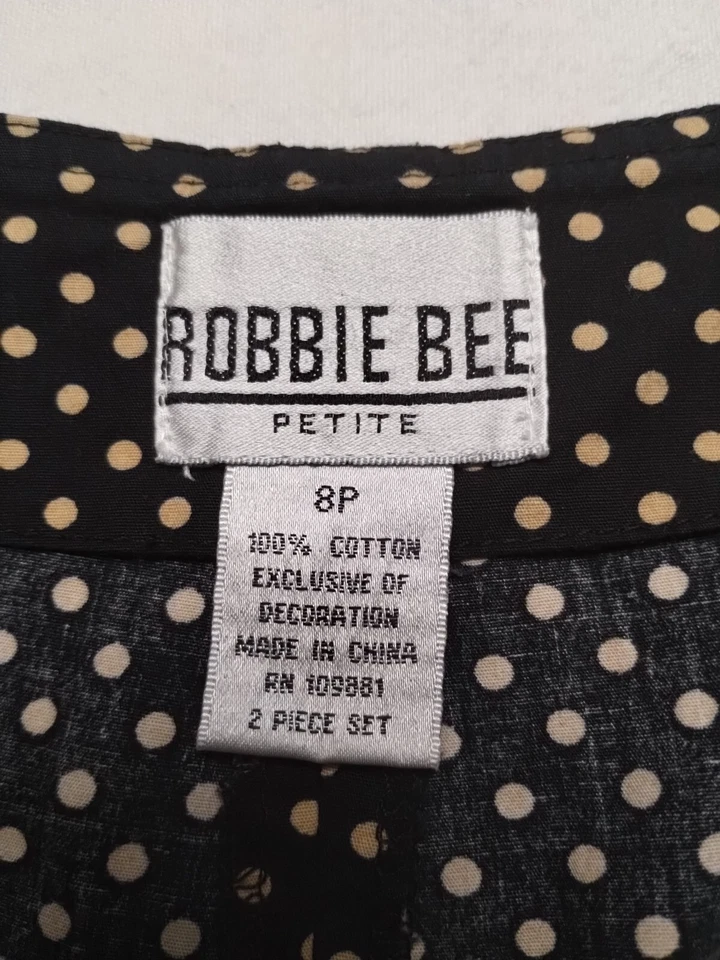 ROBBIE BEE
PETITE
8P
100% COTTON
EXCLUSIVE OF
DECORATION
MADE IN CHINA
RN 109881
2 PIECE SET